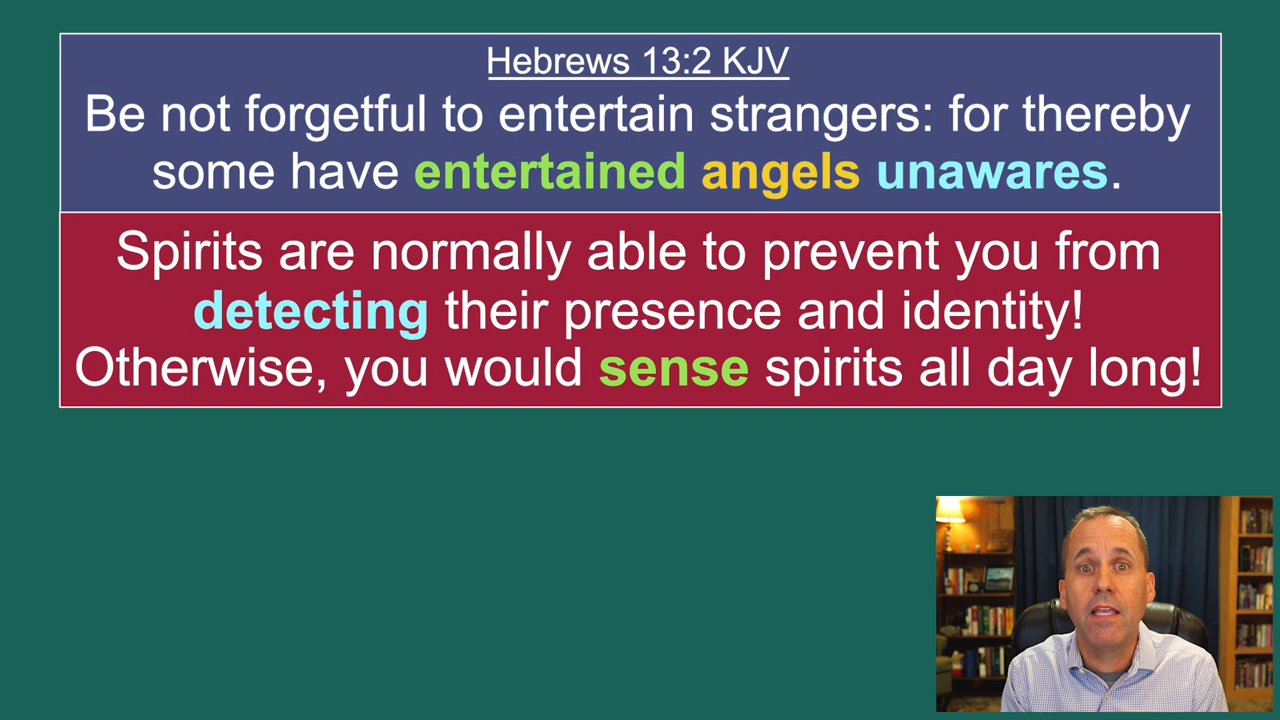 Hebrews 13:2 KJV
Be not forgetful to entertain strangers: for thereby
some have entertained angels unawares.
Spirits are normally able to prevent you from
detecting their presence and identity!
Otherwise, you would sense spirits all day long!